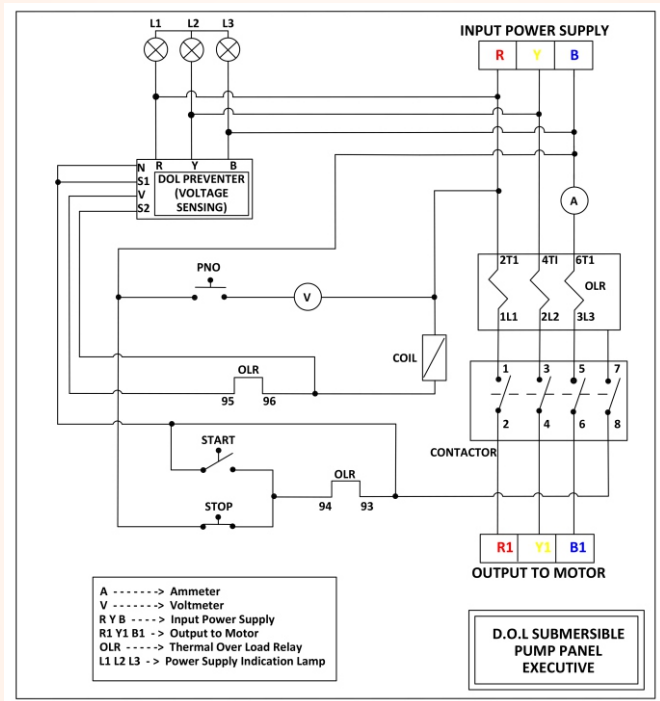 L1 L2 L3
INPUT POWER SUPPLY
R Y B
N R Y B
S1 DOL PREVENTER
V (VOLTAGE
S2 SENSING)
A
PNO
V
2T1 4TI 6T1
OLR
1L1 2L2 3L3
COIL
OLR
95 96
1 3 5 7
2 4 6 8
CONTACTOR
START
OLR
94 93
STOP
R1 Y1 B1
OUTPUT TO MOTOR
A -------> Ammeter
V -------> Voltmeter
R Y B ----> Input Power Supply
R1 Y1 B1 -> Output to Motor
OLR -----> Thermal Over Load Relay
L1 L2 L3 -> Power Supply Indication Lamp
D.O.L SUBMERSIBLE
PUMP PANEL
EXECUTIVE